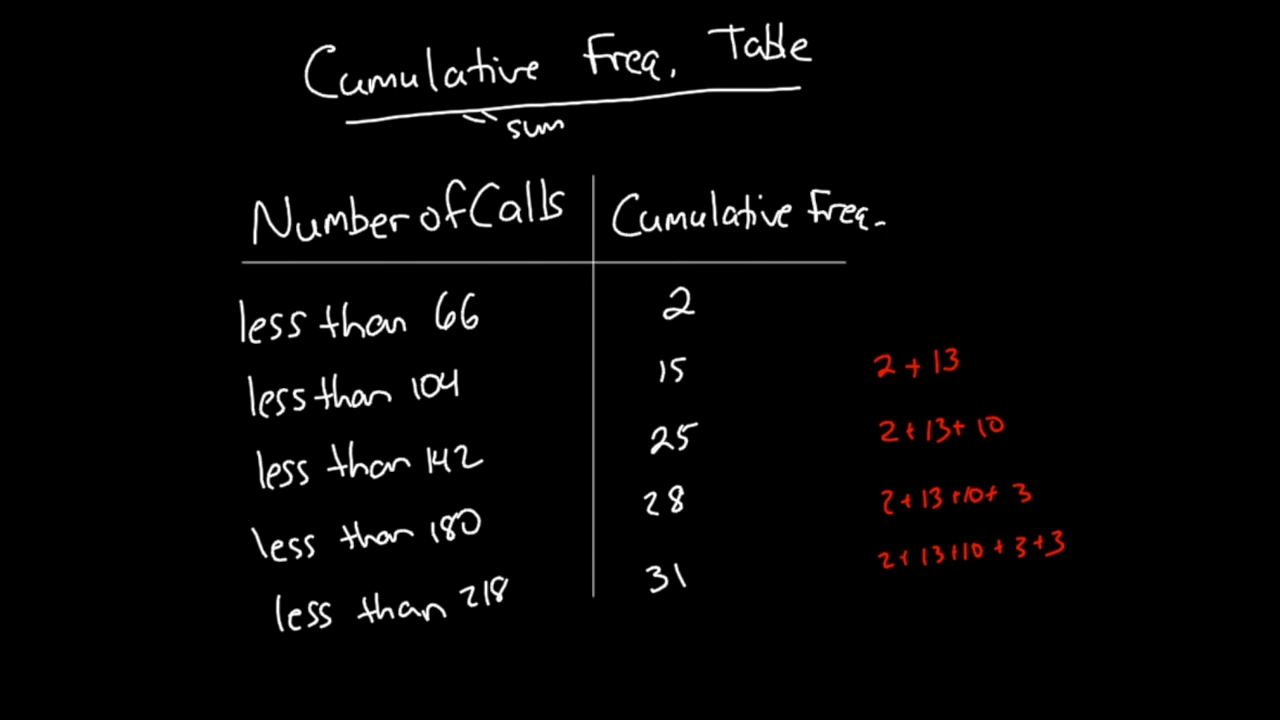 Cumulative Freq. Table
sum
Number of Calls Cumulative Freq.
less than 66 2
less than 104 15 2 + 13
less than 142 25 2 + 13 + 10
less than 180 28 2 + 13 + 10 + 3
less than 218 31 2 + 13 + 10 + 3 + 3